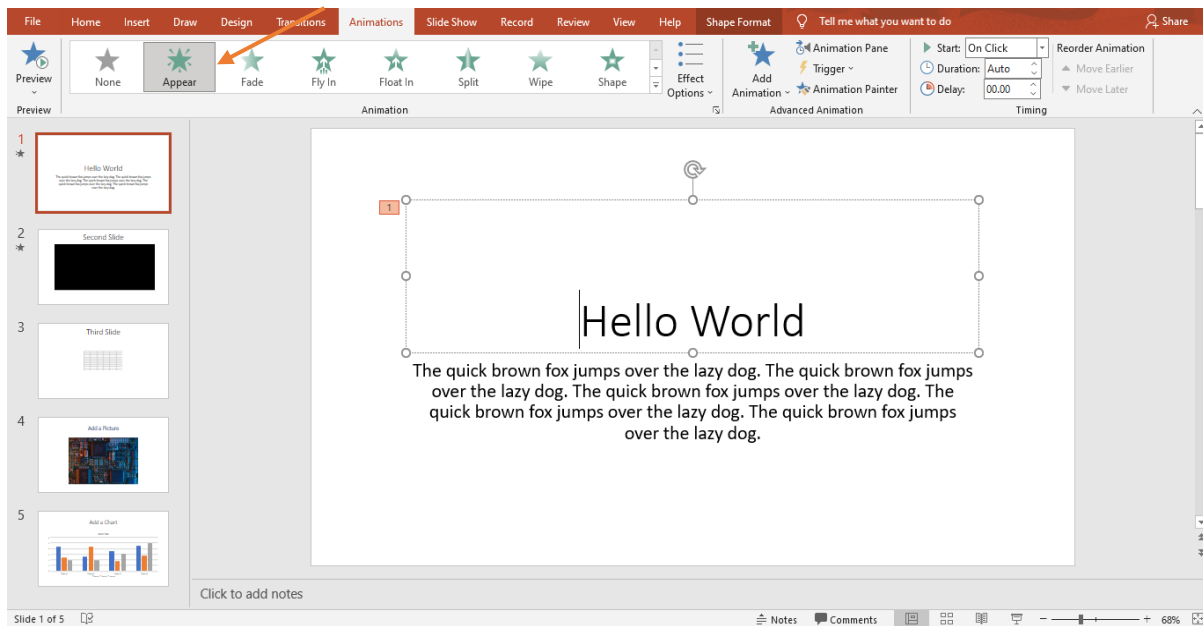 File Home Insert Draw Design Transitions Animations Slide Show Record Review View Help Shape Format Tell me what you want to do Share
Preview
None Appear Fade Fly In Float In Split Wipe Shape
Effect Options
Add Animation
Animation Pane
Trigger
Animation Painter
Start: On Click
Duration: Auto
Delay: 00.00
Reorder Animation
Move Earlier
Move Later
Preview Animation Advanced Animation Timing
1
Hello World
2
Second Slide
3
Third Slide
4
Add a Picture
5
Add a Chart
1
Hello World
The quick brown fox jumps over the lazy dog. The quick brown fox jumps
over the lazy dog. The quick brown fox jumps over the lazy dog. The
quick brown fox jumps over the lazy dog. The quick brown fox jumps
over the lazy dog.
Click to add notes
Slide 1 of 5 Notes Comments 68%